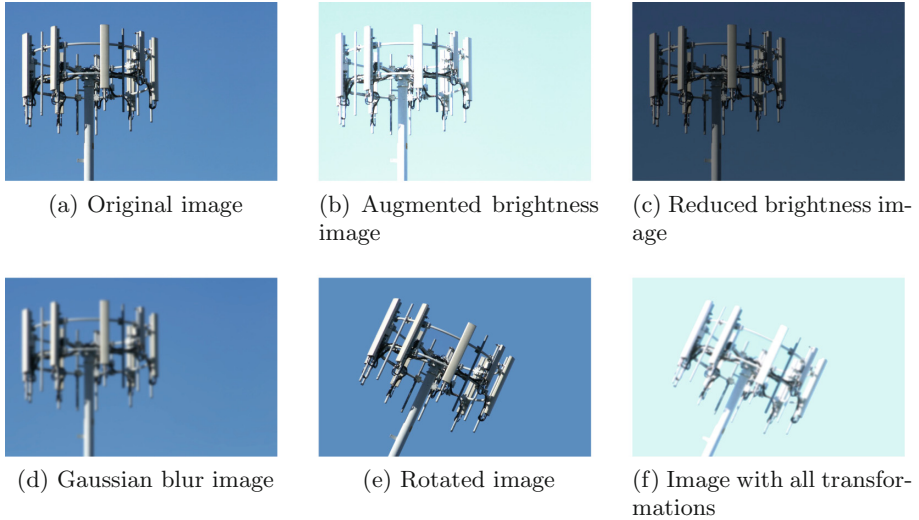 (a) Original image
(b) Augmented brightness
image
(c) Reduced brightness im-
age
(d) Gaussian blur image
(e) Rotated image
(f) Image with all transfor-
mations